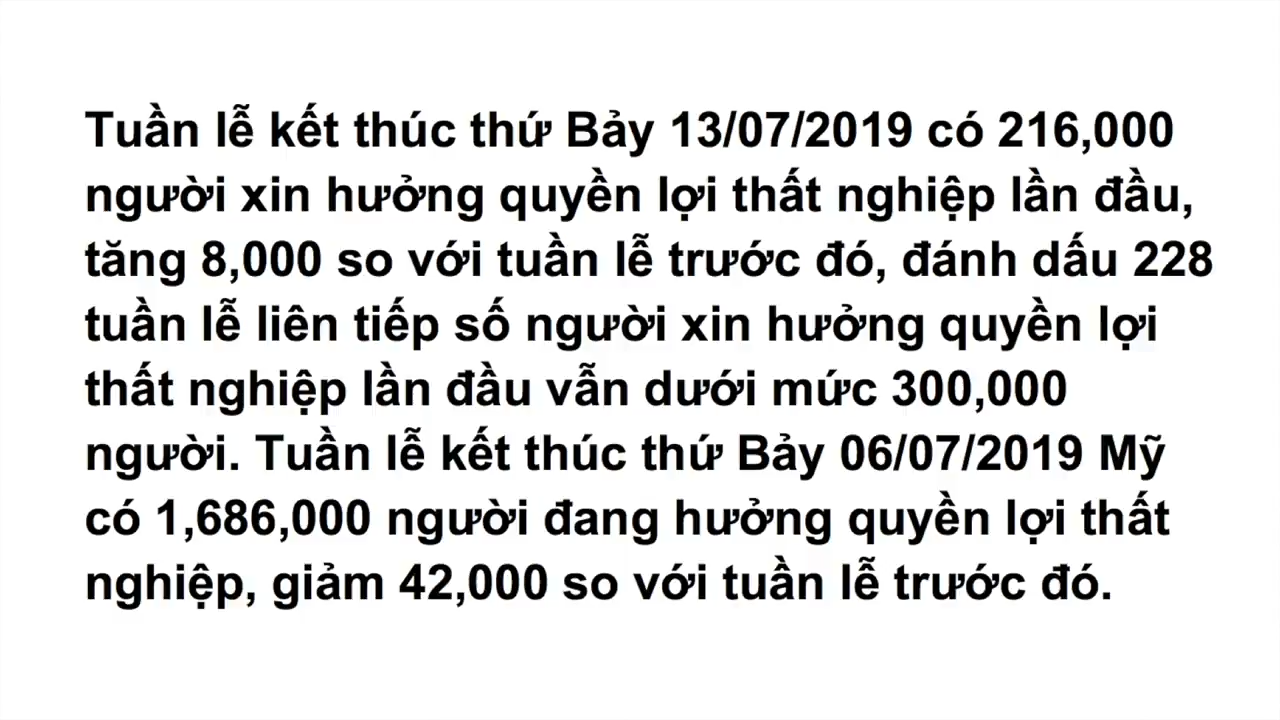 Tuần lễ kết thúc thứ Bảy 13/07/2019 có 216,000
người xin hưởng quyền lợi thất nghiệp lần đầu,
tăng 8,000 so với tuần lễ trước đó, đánh dấu 228
tuần lễ liên tiếp số người xin hưởng quyền lợi
thất nghiệp lần đầu vẫn dưới mức 300,000
người. Tuần lễ kết thúc thứ Bảy 06/07/2019 Mỹ
có 1,686,000 người đang hưởng quyền lợi thất
nghiệp, giảm 42,000 so với tuần lễ trước đó.